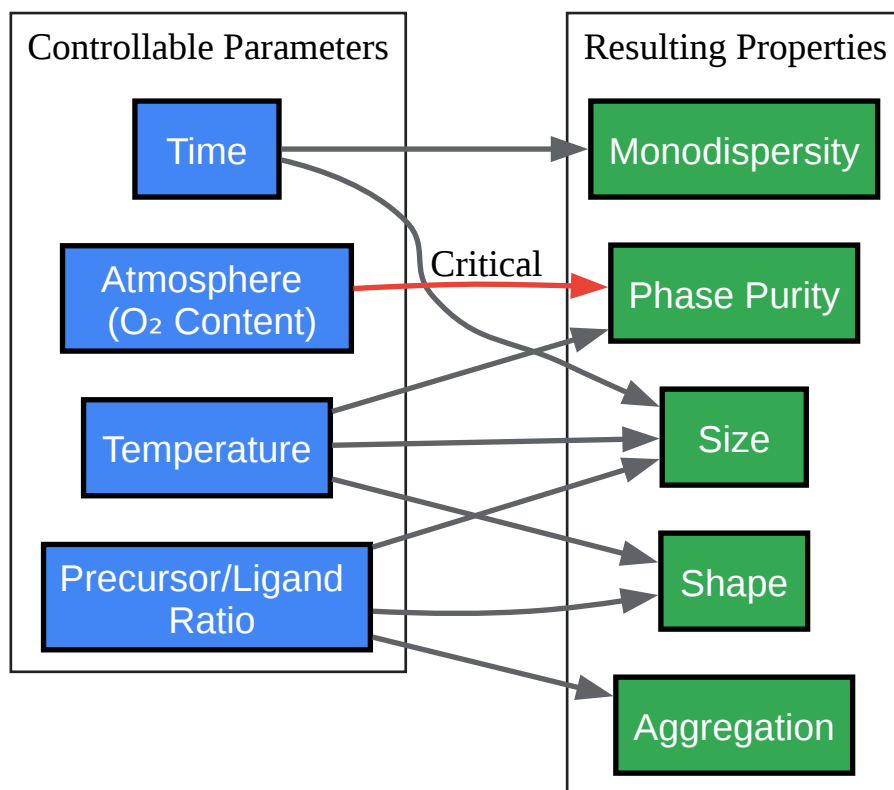 Controllable Parameters
Time
Atmosphere
(O₂ Content)
Temperature
Precursor/Ligand
Ratio
Critical
Resulting Properties
Monodispersity
Phase Purity
Size
Shape
Aggregation